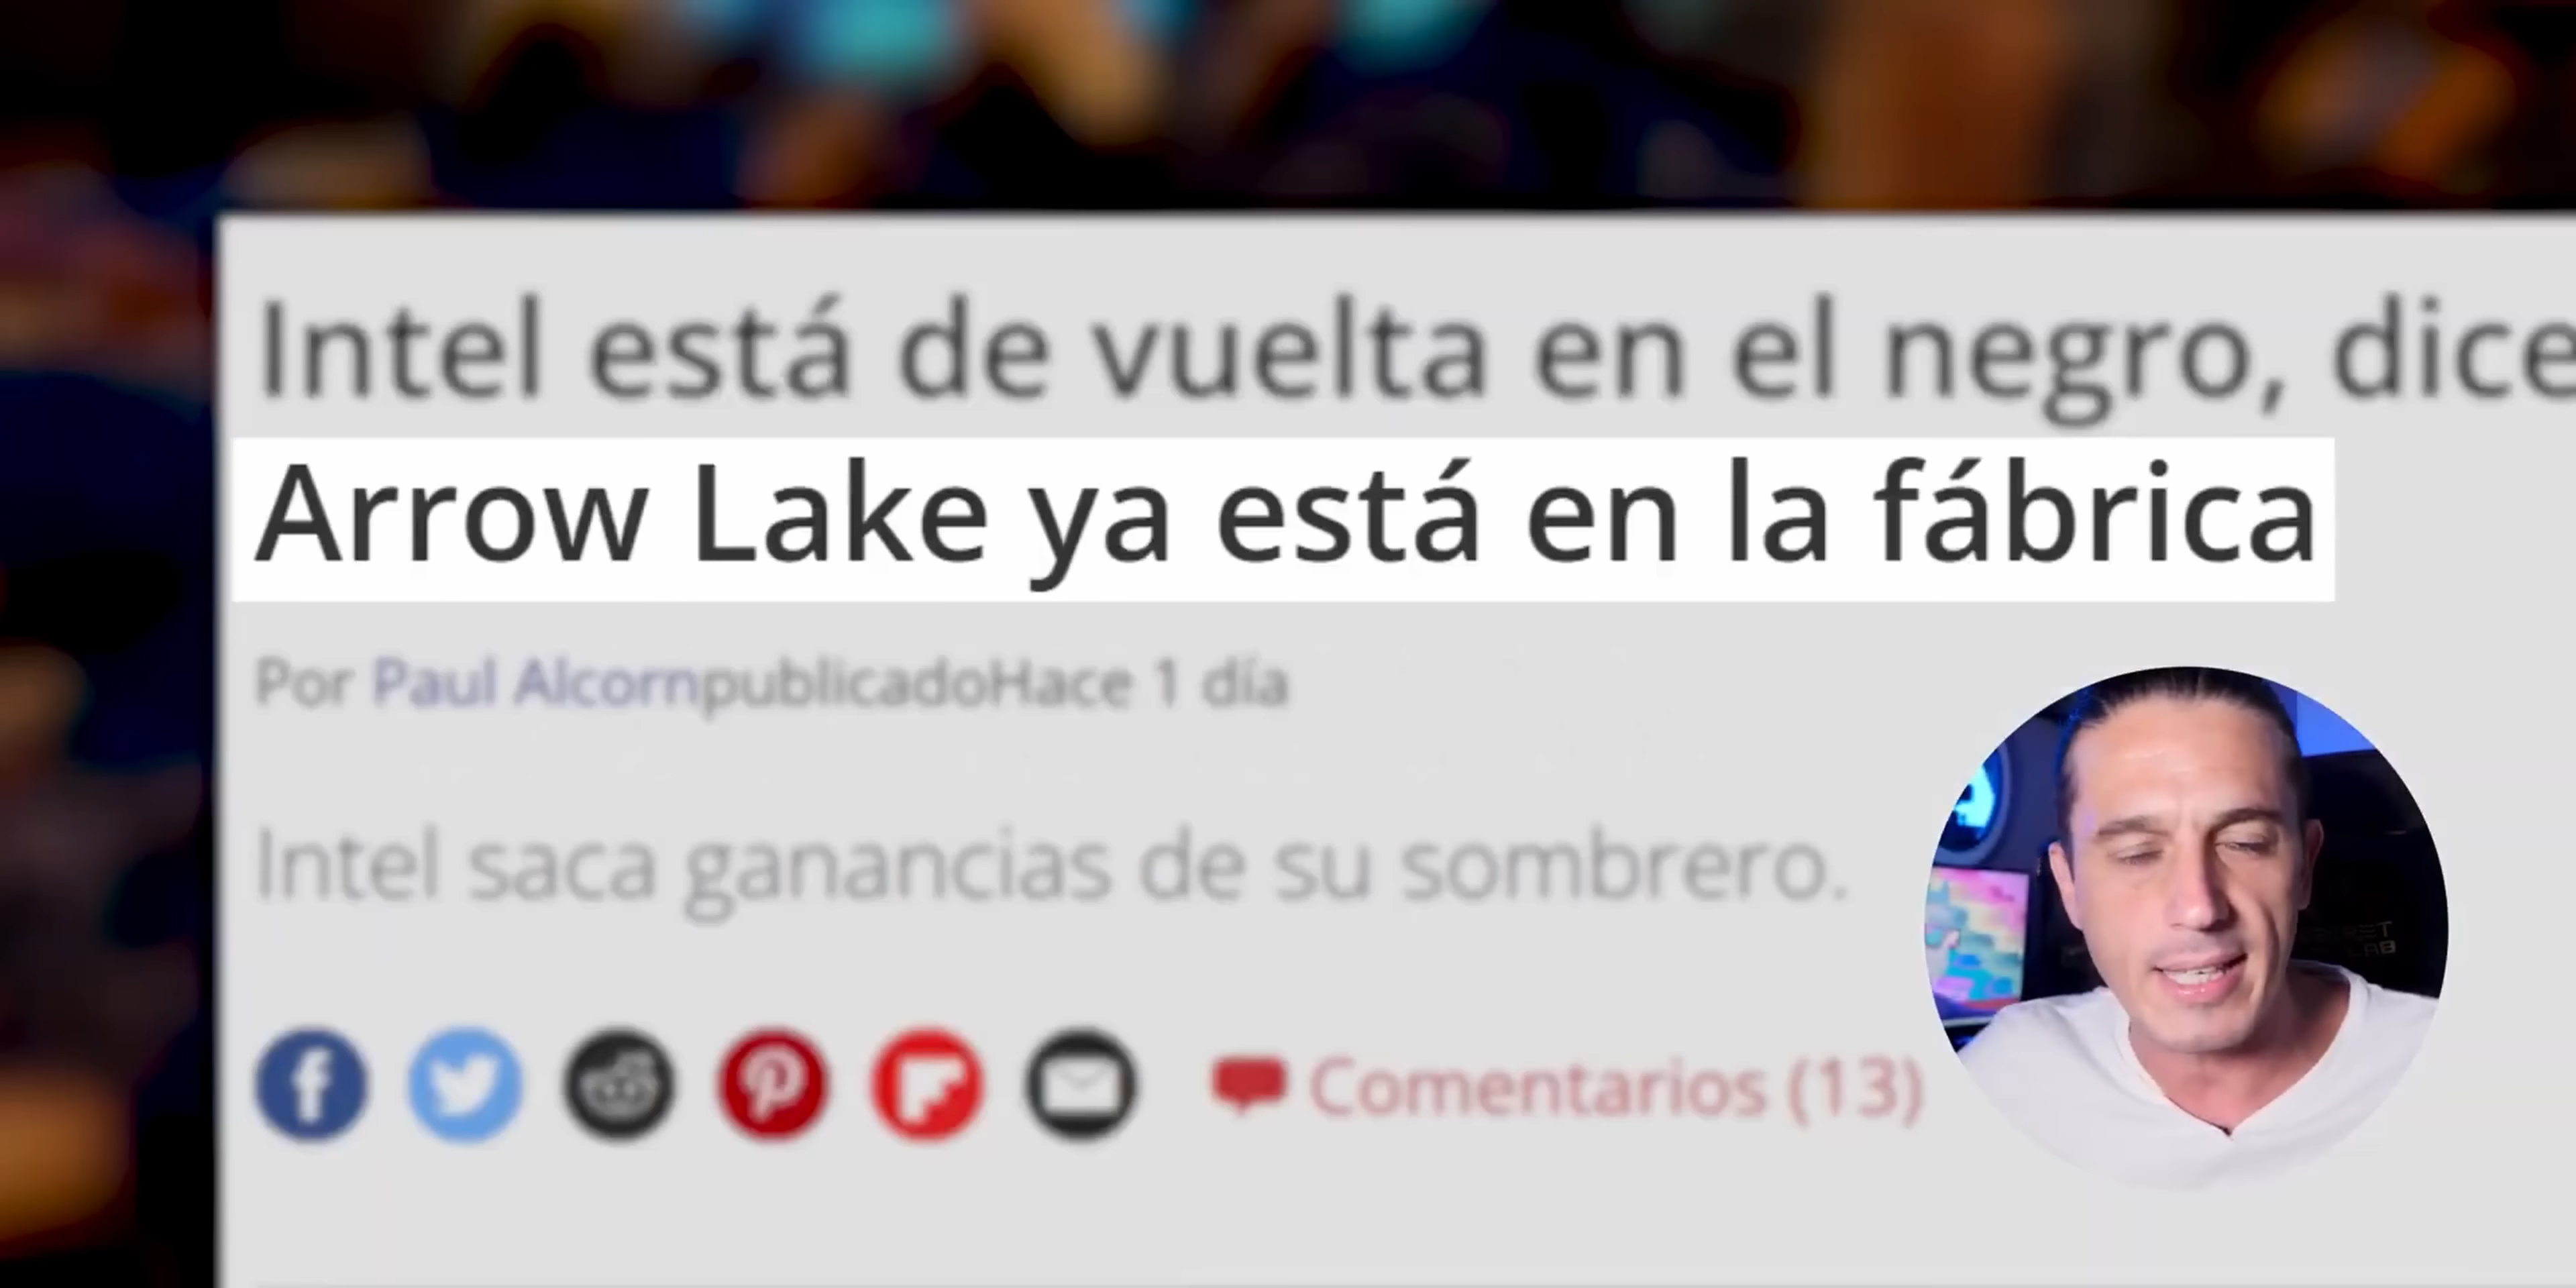 Intel está de vuelta en el negro, dice
Arrow Lake ya está en la fábrica
Por Paul AlcornpublicadoHace 1 día
Intel saca ganancias de su sombrero.
Comentarios (13)